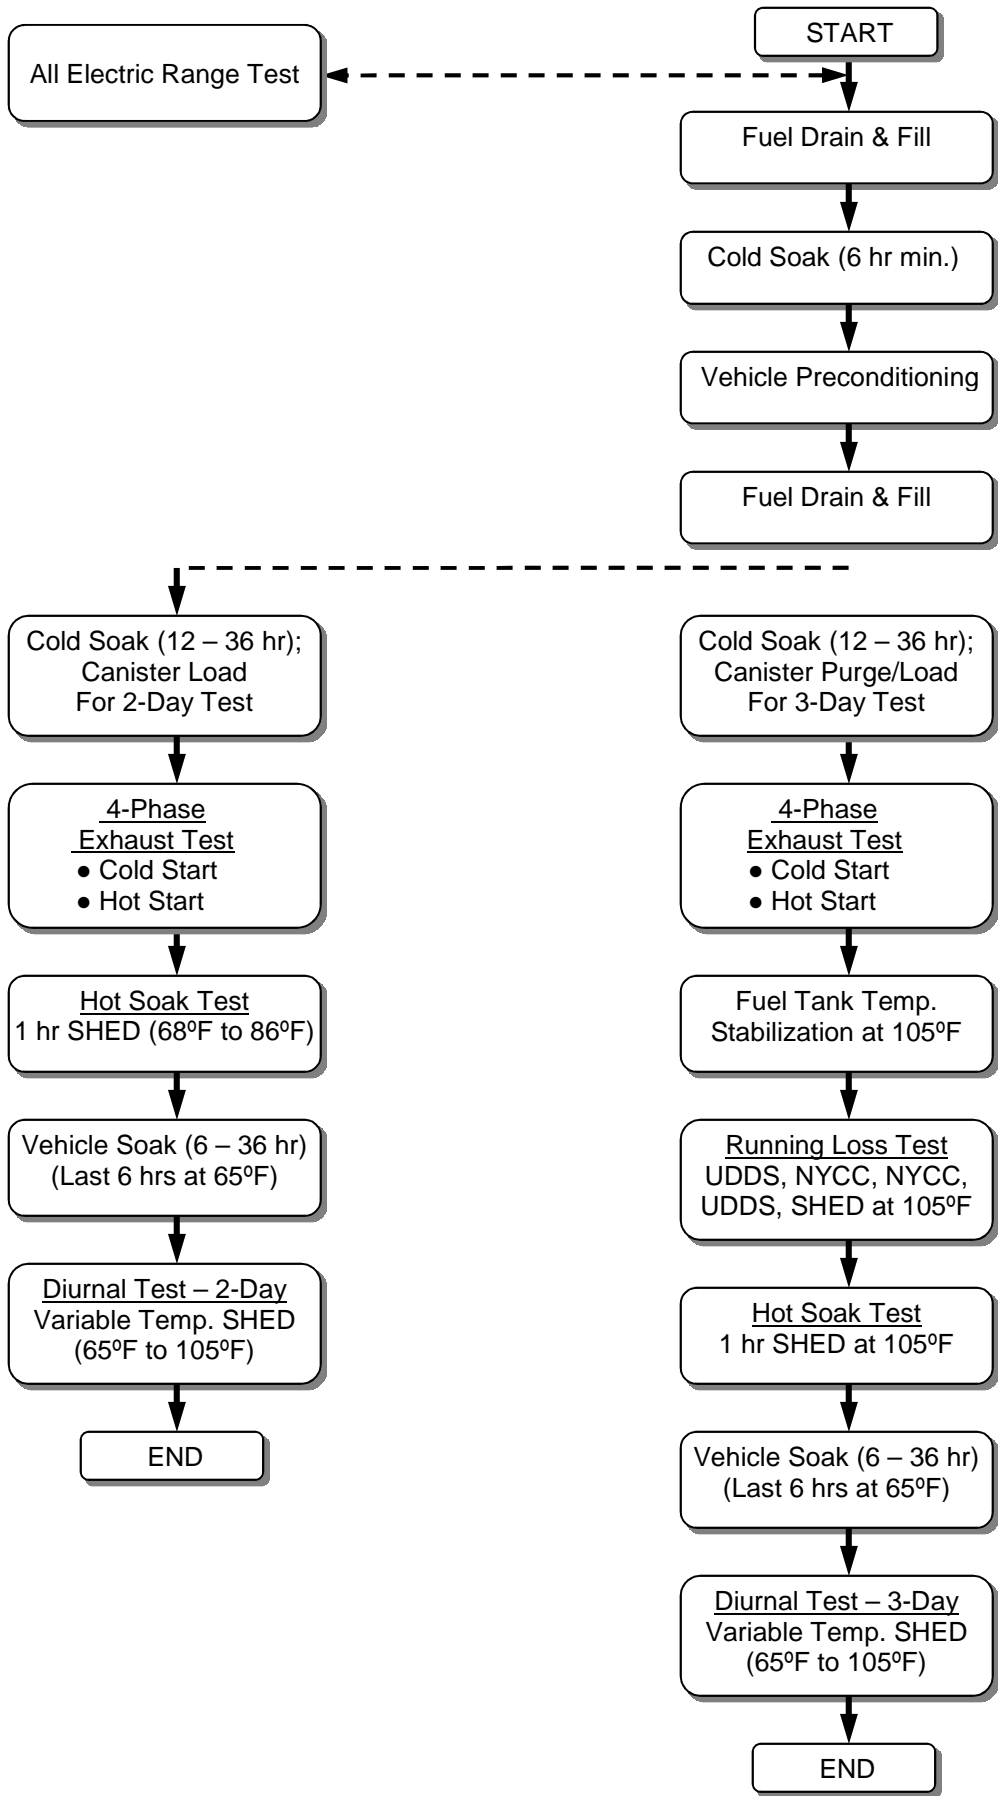 START
All Electric Range Test
Fuel Drain & Fill
Cold Soak (6 hr min.)
Vehicle Preconditioning
Fuel Drain & Fill
Cold Soak (12 – 36 hr);
Canister Load
For 2-Day Test
4-Phase
Exhaust Test
● Cold Start
● Hot Start
Hot Soak Test
1 hr SHED (68ºF to 86ºF)
Vehicle Soak (6 – 36 hr)
(Last 6 hrs at 65ºF)
Diurnal Test – 2-Day
Variable Temp. SHED
(65ºF to 105ºF)
END
Cold Soak (12 – 36 hr);
Canister Purge/Load
For 3-Day Test
4-Phase
Exhaust Test
● Cold Start
● Hot Start
Fuel Tank Temp.
Stabilization at 105ºF
Running Loss Test
UDDS, NYCC, NYCC,
UDDS, SHED at 105ºF
Hot Soak Test
1 hr SHED at 105ºF
Vehicle Soak (6 – 36 hr)
(Last 6 hrs at 65ºF)
Diurnal Test – 3-Day
Variable Temp. SHED
(65ºF to 105ºF)
END